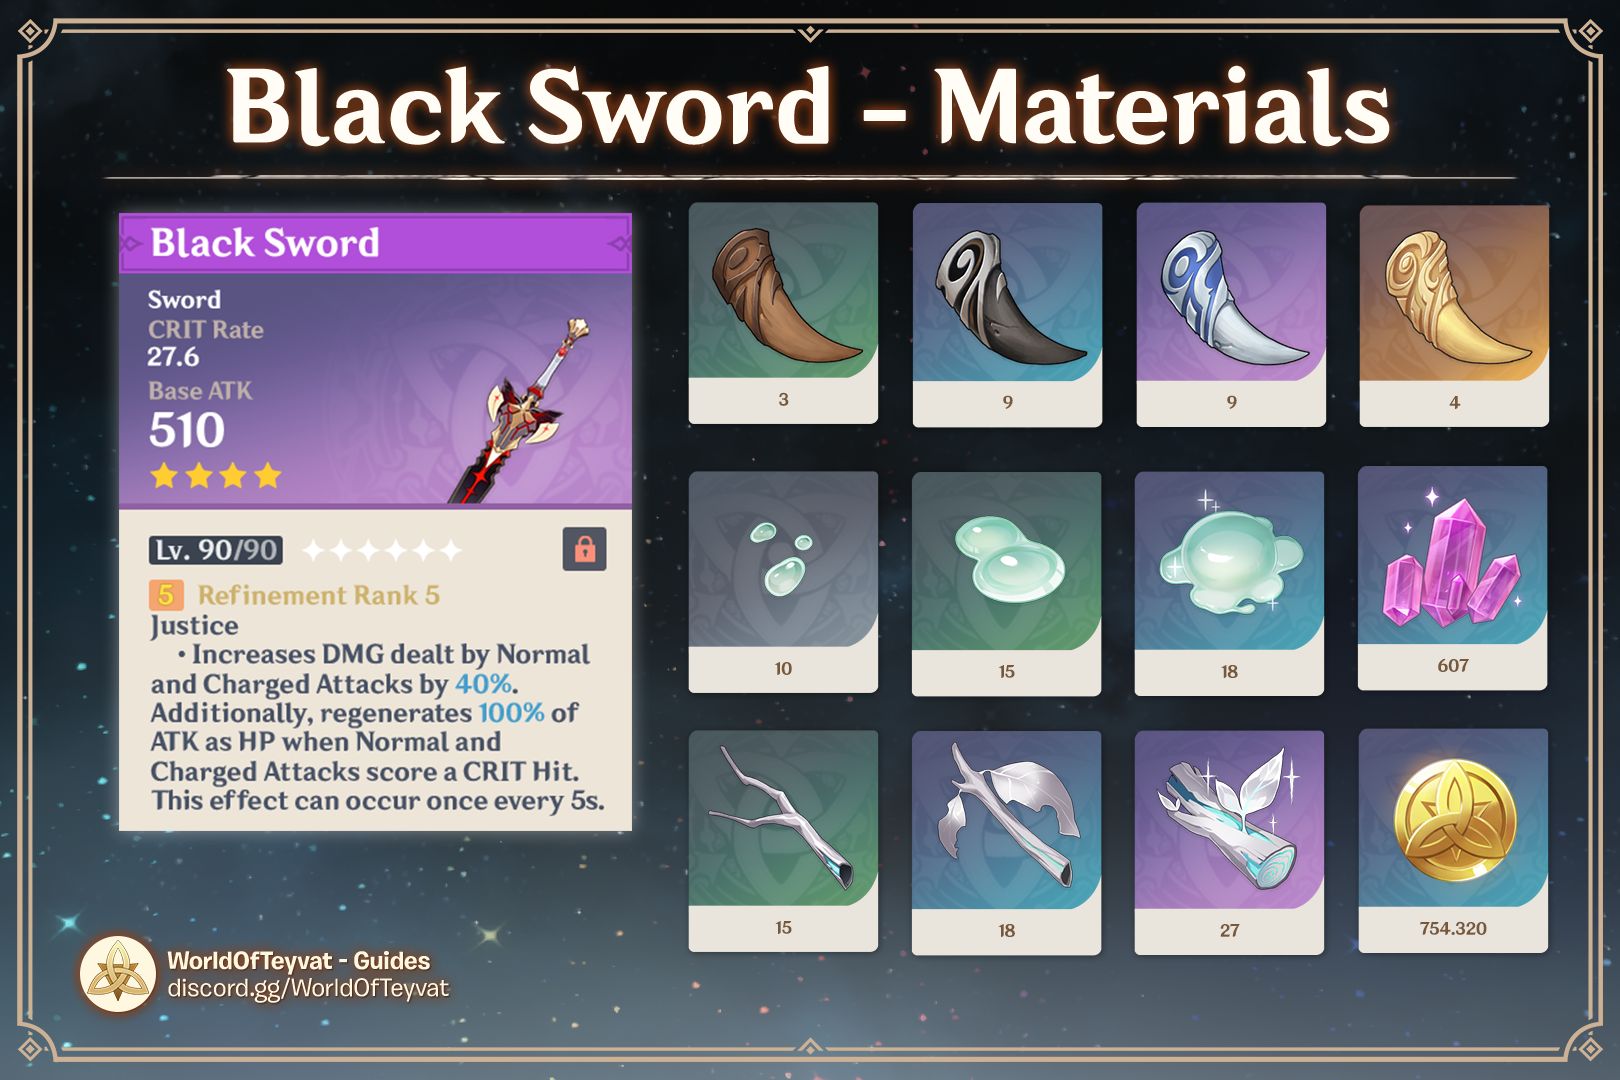 Black Sword – Materials
Black Sword
Sword
CRIT Rate
27.6
Base ATK
510
Lv. 90/90
5 Refinement Rank 5
Justice
• Increases DMG dealt by Normal
and Charged Attacks by 40%.
Additionally, regenerates 100% of
ATK as HP when Normal and
Charged Attacks score a CRIT Hit.
This effect can occur once every 5s.
3
9
9
4
10
15
18
607
15
18
27
754.320
WorldOfTeyvat - Guides
discord.gg/WorldOfTeyvat